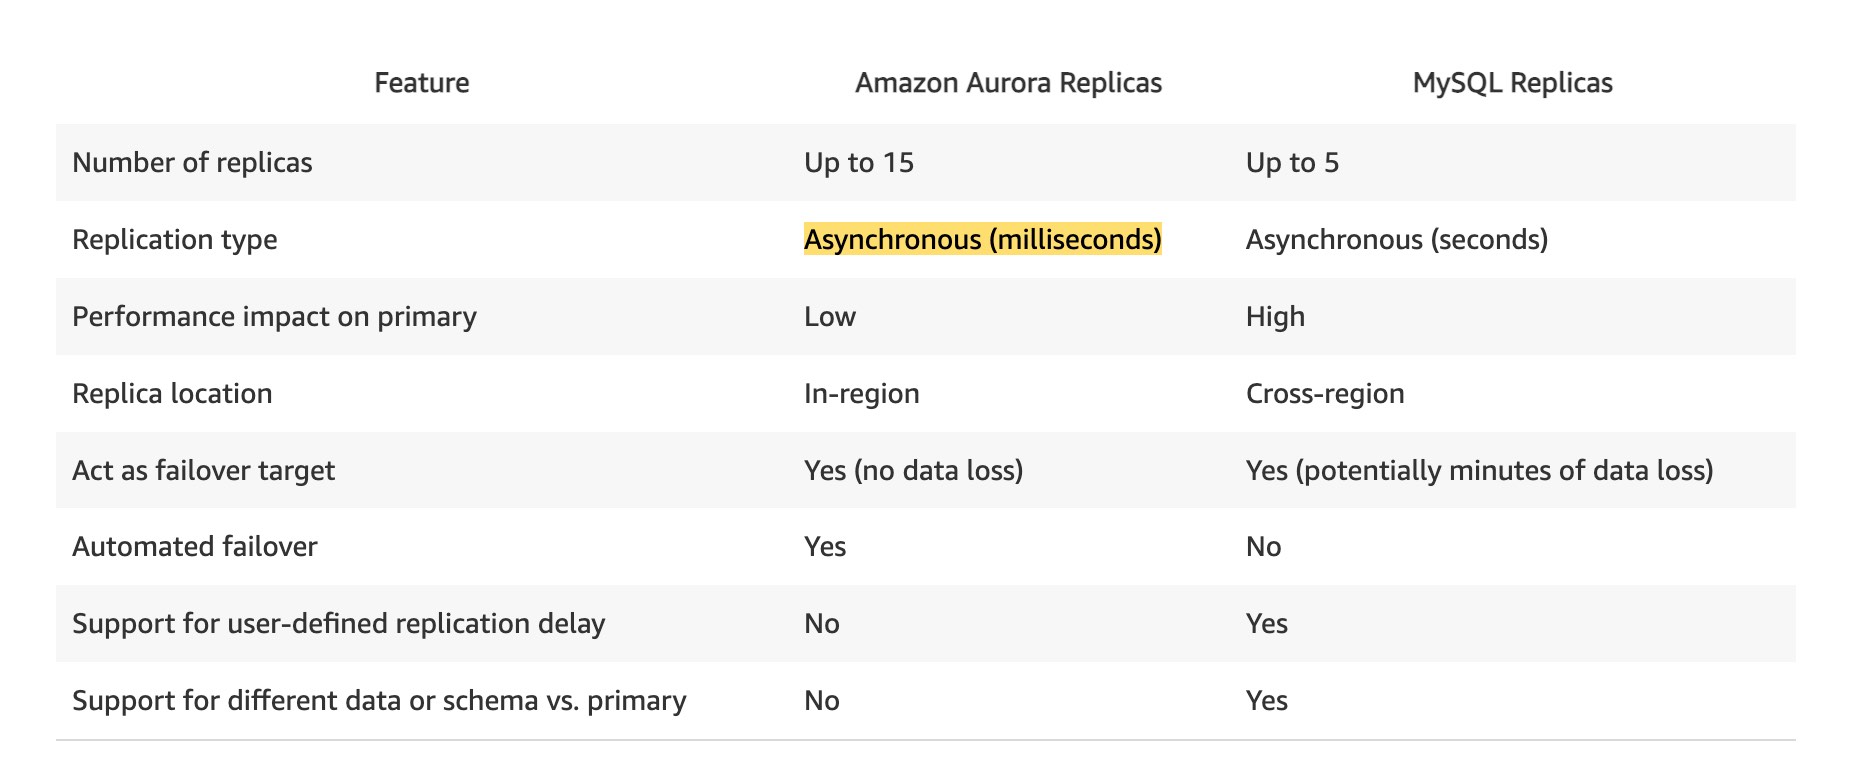 Feature Amazon Aurora Replicas MySQL Replicas
Number of replicas Up to 15 Up to 5
Replication type Asynchronous (milliseconds) Asynchronous (seconds)
Performance impact on primary Low High
Replica location In-region Cross-region
Act as failover target Yes (no data loss) Yes (potentially minutes of data loss)
Automated failover Yes No
Support for user-defined replication delay No Yes
Support for different data or schema vs. primary No Yes